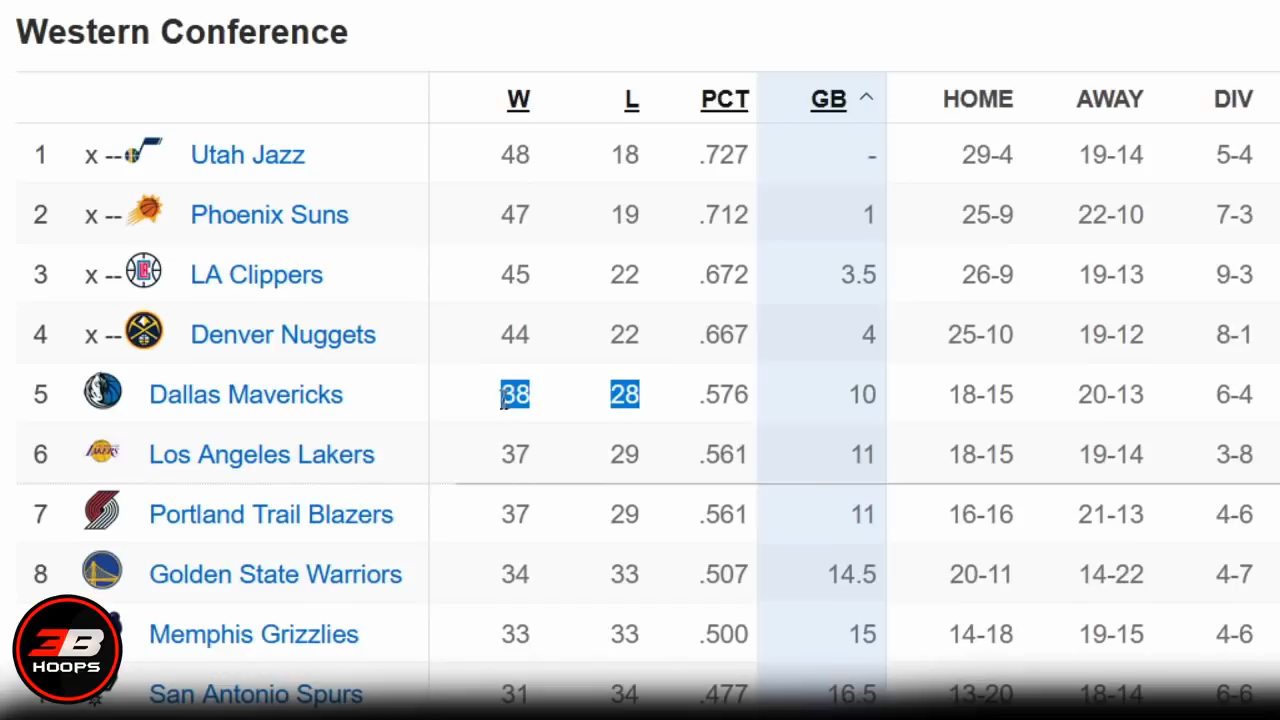 Western Conference
W L PCT GB HOME AWAY DIV
1 x -- Utah Jazz 48 18 .727 - 29-4 19-14 5-4
2 x -- Phoenix Suns 47 19 .712 1 25-9 22-10 7-3
3 x -- LA Clippers 45 22 .672 3.5 26-9 19-13 9-3
4 x -- Denver Nuggets 44 22 .667 4 25-10 19-12 8-1
5 Dallas Mavericks 38 28 .576 10 18-15 20-13 6-4
6 LAKERS Los Angeles Lakers 37 29 .561 11 18-15 19-14 3-8
7 Portland Trail Blazers 37 29 .561 11 16-16 21-13 4-6
8 Golden State Warriors 34 33 .507 14.5 20-11 14-22 4-7
Memphis Grizzlies 33 33 .500 15 14-18 19-15 4-6
San Antonio Spurs 31 34 .477 16.5 13-20 18-14 6-6
3B
HOOPS